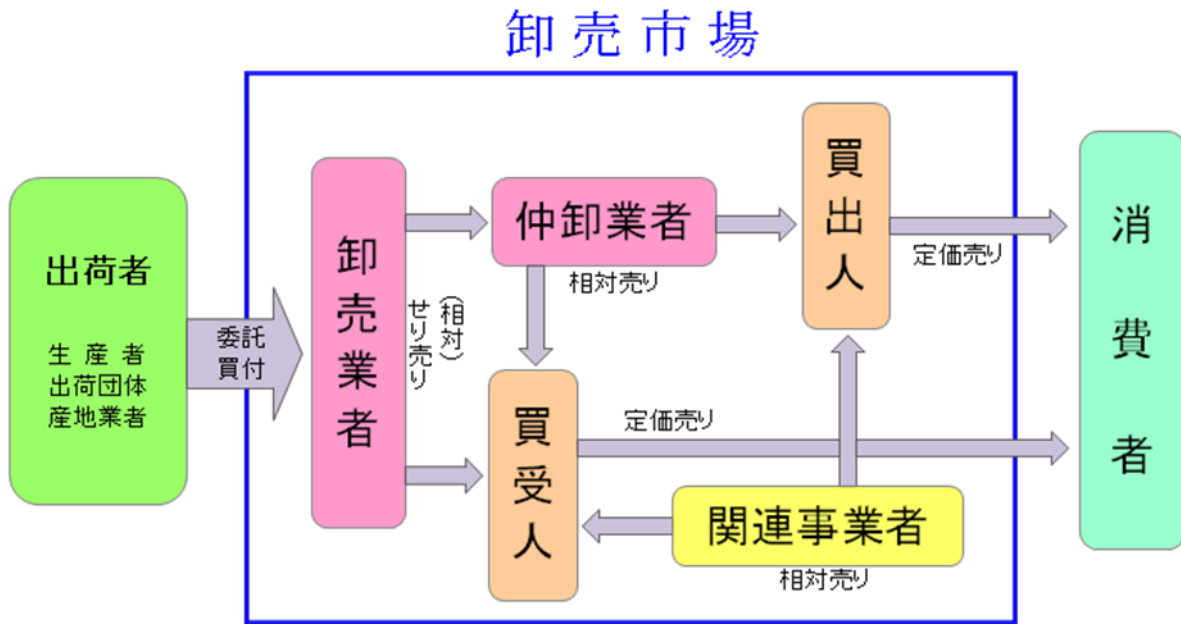 卸売市場
出荷者
生産者
出荷団体
産地業者
委託
買付
卸売業者
(相対)
せり売り
仲卸業者
相対売り
買受人
買出人
定価売り
定価売り
関連事業者
相対売り
消費者